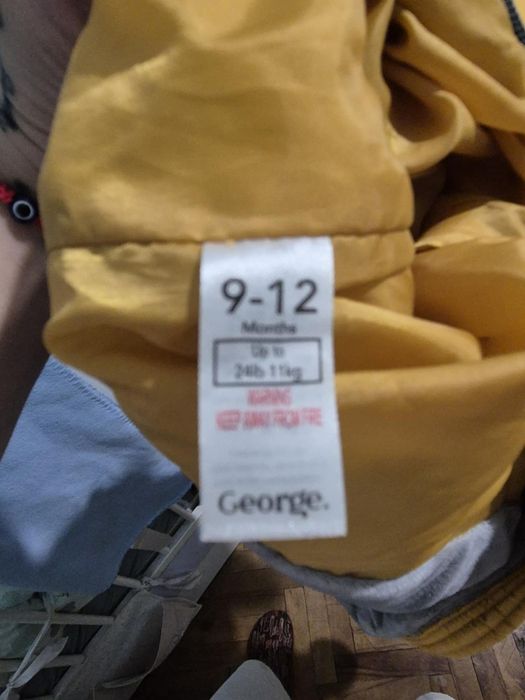 9-12
Months
Up to
24lb 11kg
WARNING
KEEP AWAY FROM FIRE
George.